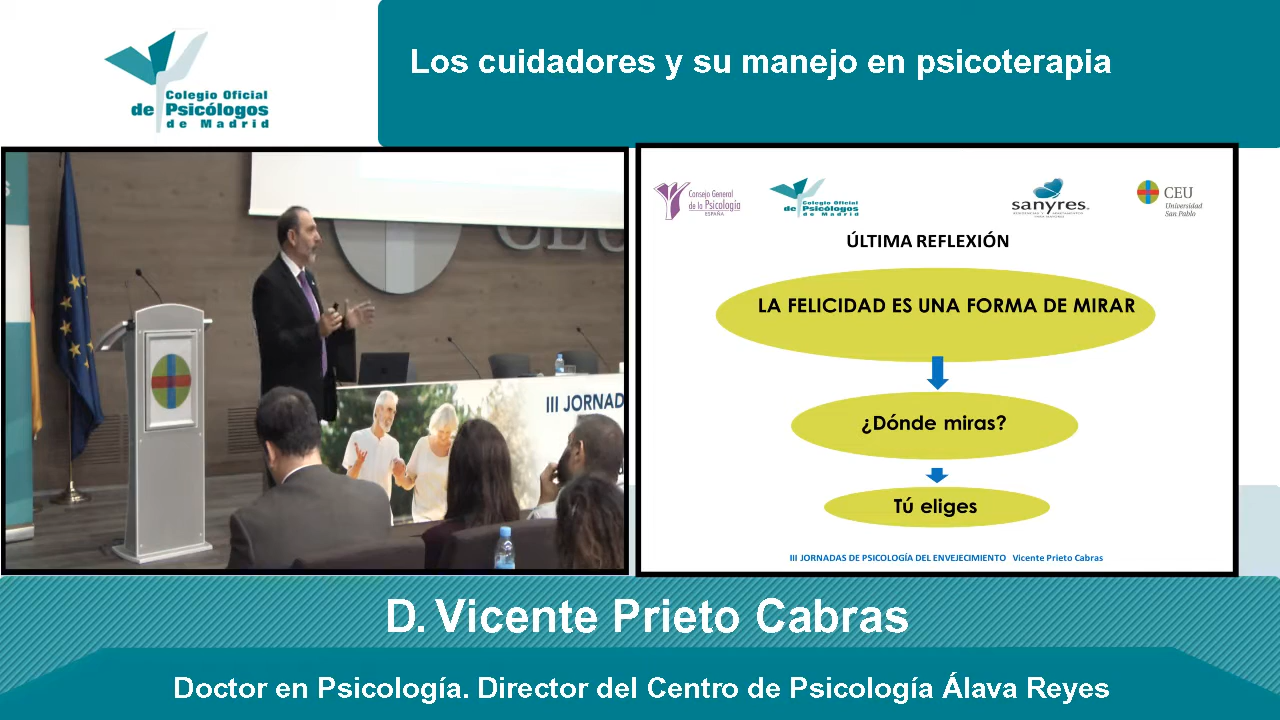 Los cuidadores y su manejo en psicoterapia
Colegio Oficial
de Psicólogos
de Madrid
CEU
III JORNAD
Consejo General
de la Psicología
ESPAÑA
Colegio Oficial
de Psicólogos
de Madrid
sanyres.
CEU
Universidad
San Pablo
ÚLTIMA REFLEXIÓN
LA FELICIDAD ES UNA FORMA DE MIRAR
¿Dónde miras?
Tú eliges
III JORNADAS DE PSICOLOGÍA DEL ENVEJECIMIENTO Vicente Prieto Cabras
D. Vicente Prieto Cabras
Doctor en Psicología. Director del Centro de Psicología Álava Reyes